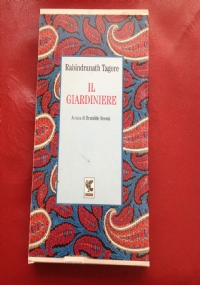 Rabindranath Tagore
IL
GIARDINIERE
A cura di Brunilde Neroni